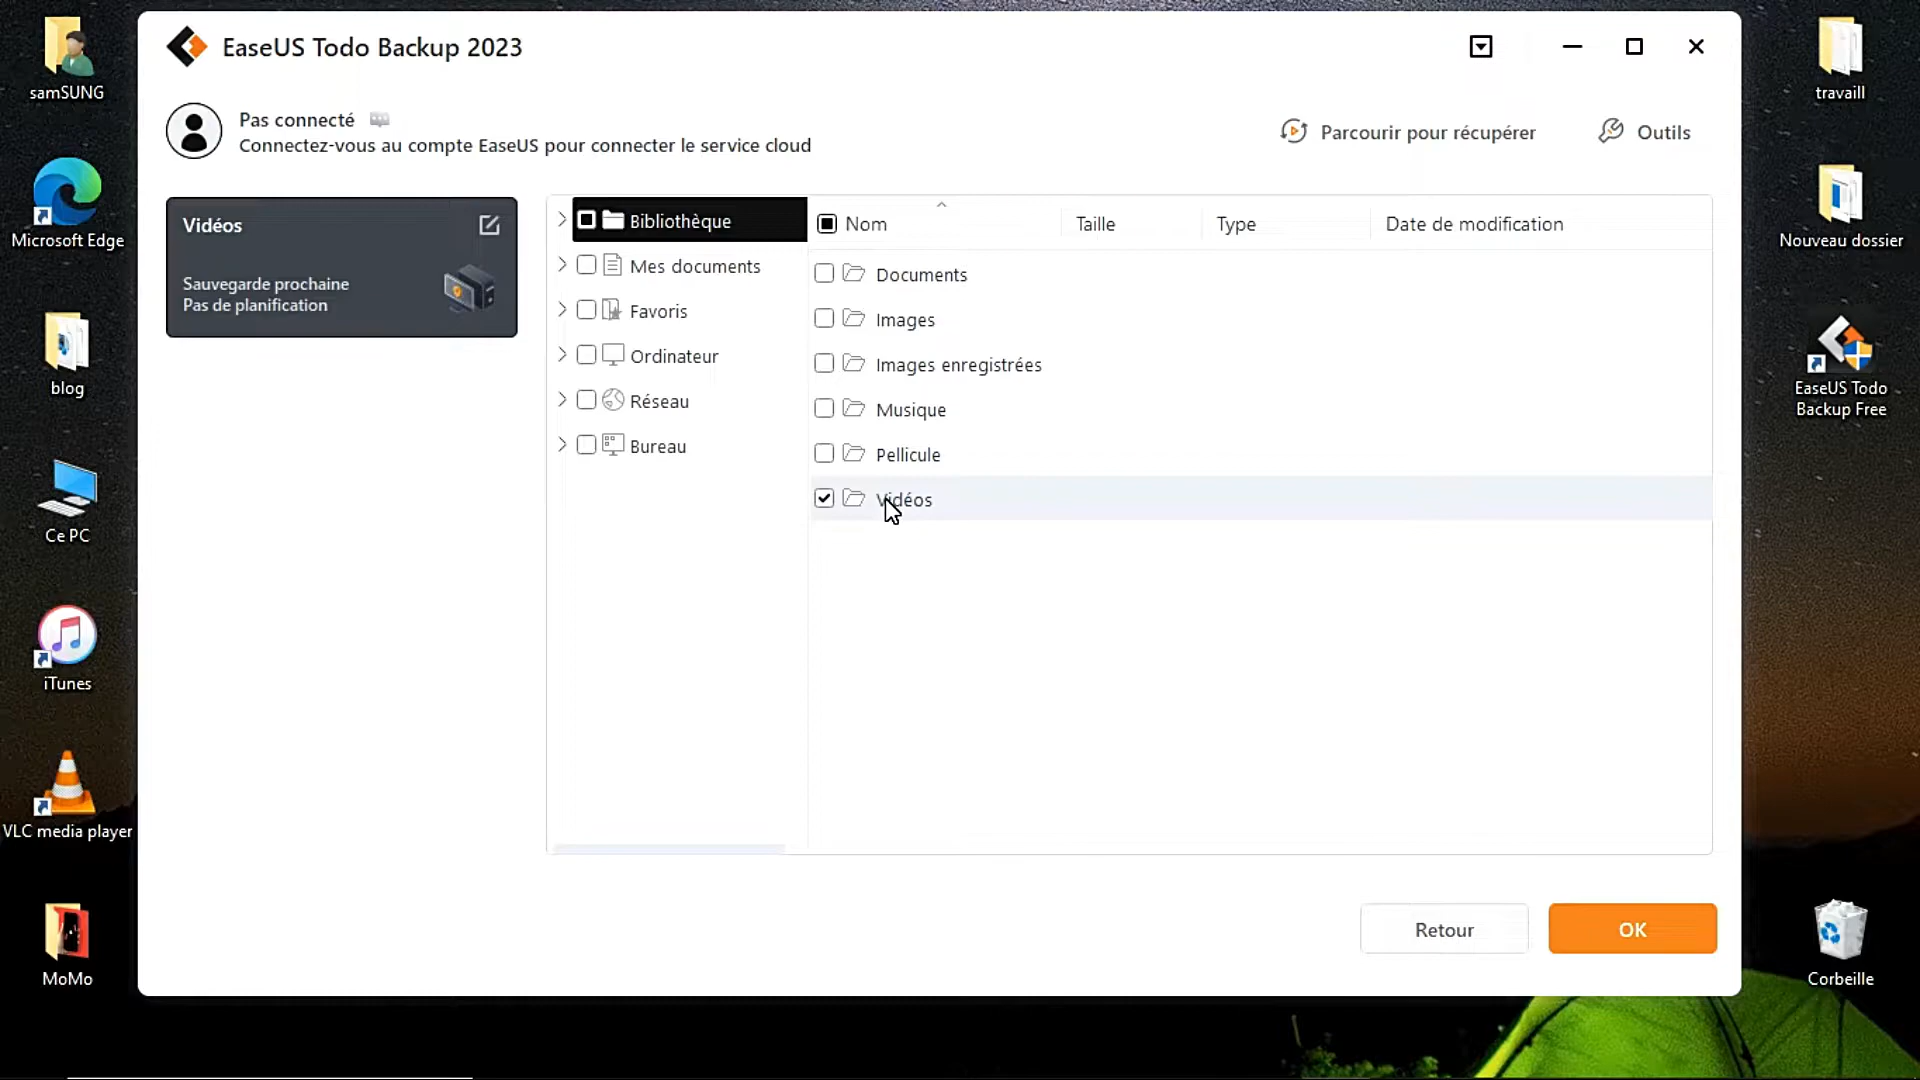 EaseUS Todo Backup 2023
Pas connecté
Connectez-vous au compte EaseUS pour connecter le service cloud
Parcourir pour récupérer
Outils
Vidéos
Sauvegarde prochaine
Pas de planification
Bibliothèque
Mes documents
Favoris
Ordinateur
Réseau
Bureau
Nom
Taille
Type
Date de modification
Documents
Images
Images enregistrées
Musique
Pellicule
Vidéos
Retour
OK
samSUNG
Microsoft Edge
blog
Ce PC
iTunes
VLC media player
MoMo
travaill
Nouveau dossier
EaseUS Todo
Backup Free
Corbeille